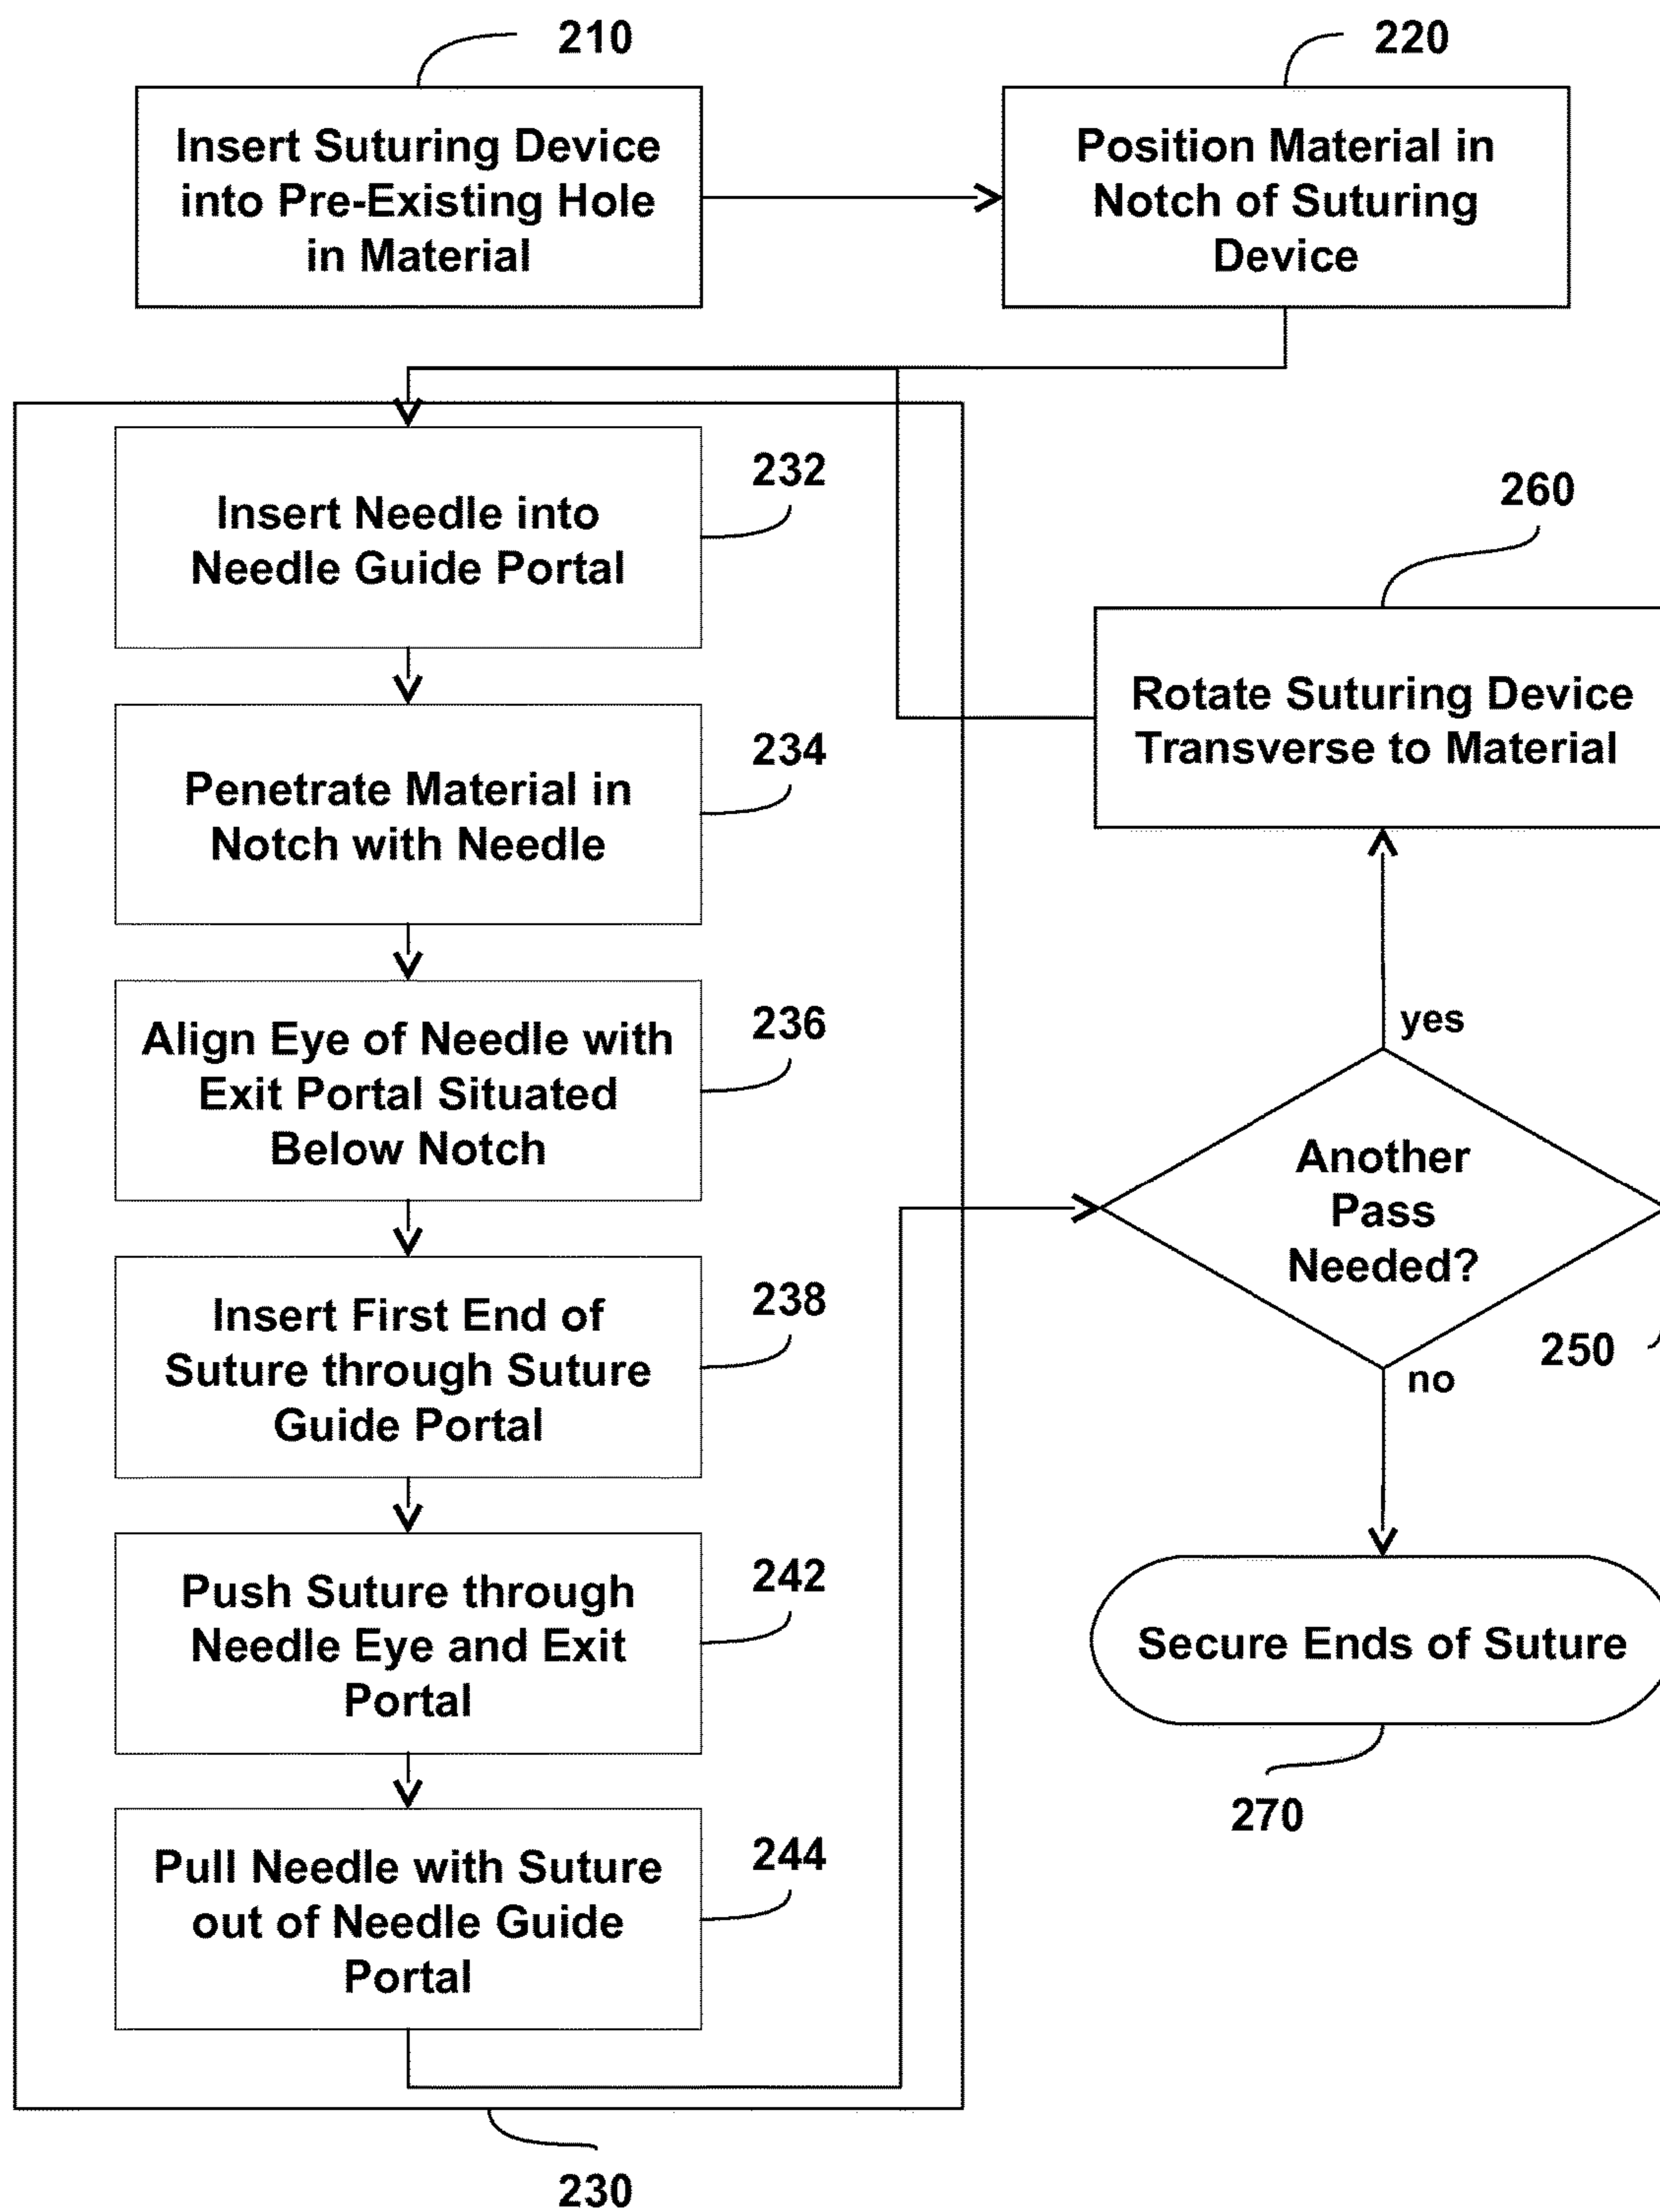 210
Insert Suturing Device
into Pre-Existing Hole
in Material
220
Position Material in
Notch of Suturing
Device
232
Insert Needle into
Needle Guide Portal
234
Penetrate Material in
Notch with Needle
236
Align Eye of Needle with
Exit Portal Situated
Below Notch
238
Insert First End of
Suture through Suture
Guide Portal
242
Push Suture through
Needle Eye and Exit
Portal
244
Pull Needle with Suture
out of Needle Guide
Portal
230
260
Rotate Suturing Device
Transverse to Material
yes
Another
Pass
Needed?
250
no
Secure Ends of Suture
270